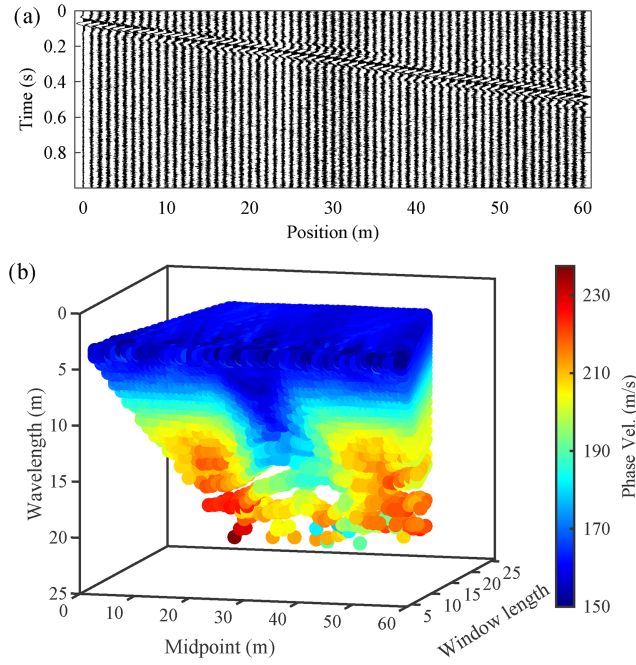 (a)
0
0.2
0.4
0.6
0.8
Time (s)
0 10 20 30 40 50 60
Position (m)
(b)
0
5
10
15
20
25
Wavelength (m)
0 10 20 30 40 50 60
Midpoint (m)
5 10 15 20 25
Window length
230
210
190
170
150
Phase Vel. (m/s)